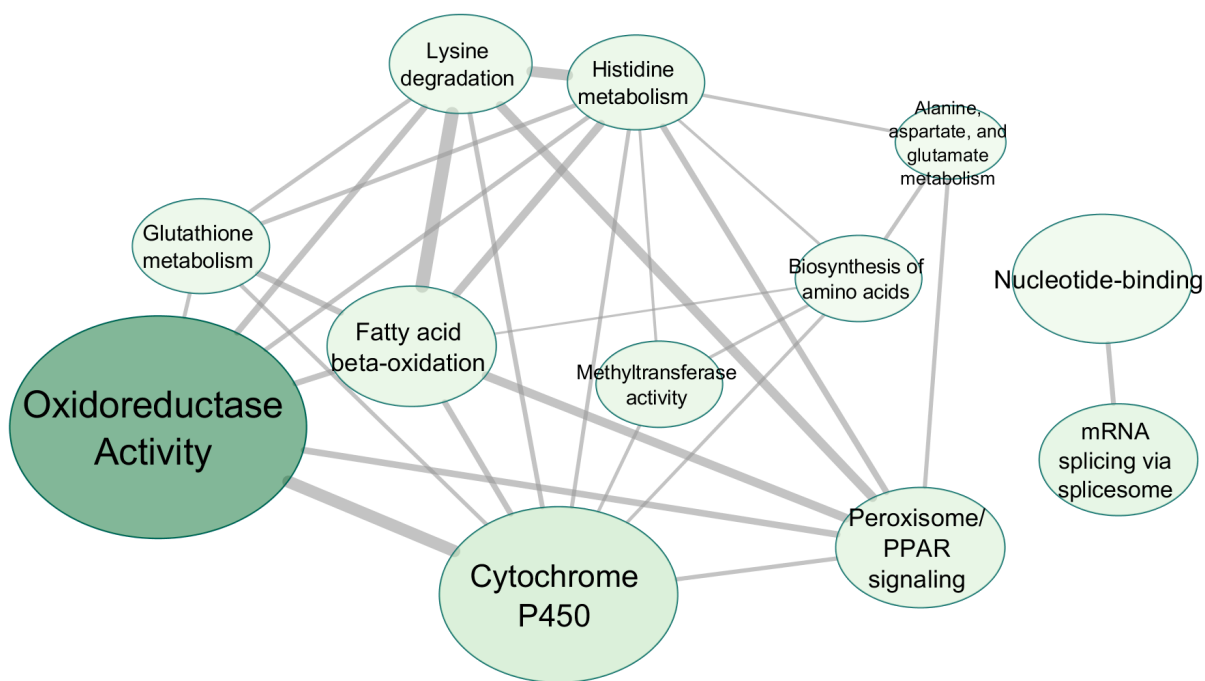 Lysine
degradation
Histidine
metabolism
Alanine,
aspartate, and
glutamate
metabolism
Glutathione
metabolism
Biosynthesis of
amino acids
Nucleotide-binding
Fatty acid
beta-oxidation
Methyltransferase
activity
Oxidoreductase
Activity
mRNA
splicing via
splicesome
Peroxisome/
PPAR
signaling
Cytochrome
P450